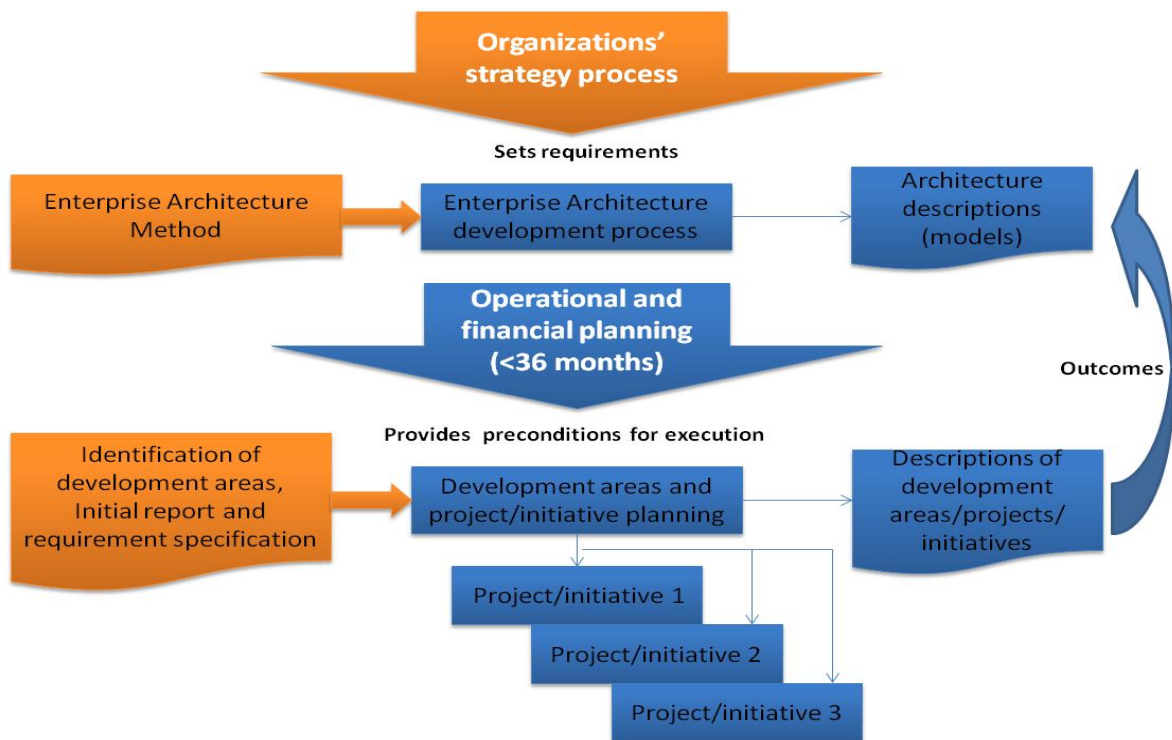 Organizations’
strategy process
Sets requirements
Enterprise Architecture
Method
Enterprise Architecture
development process
Architecture
descriptions
(models)
Operational and
financial planning
(<36 months)
Outcomes
Provides preconditions for execution
Identification of
development areas,
Initial report and
requirement specification
Development areas and
project/initiative planning
Descriptions of
development
areas/projects/
initiatives
Project/initiative 1
Project/initiative 2
Project/initiative 3